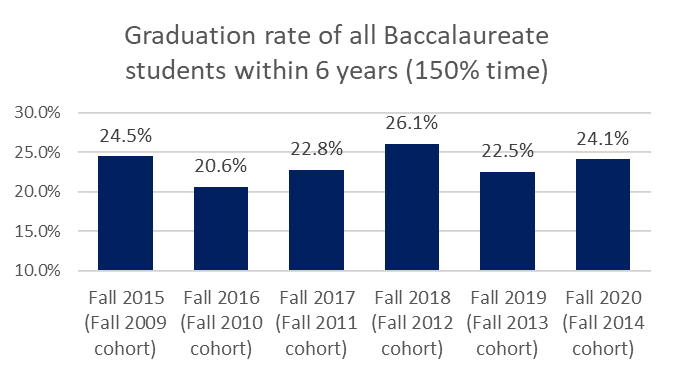 Graduation rate of all Baccalaureate
students within 6 years (150% time)
30.0%
25.0%
20.0%
15.0%
10.0%
24.5%
20.6%
22.8%
26.1%
22.5%
24.1%
Fall 2015
(Fall 2009
cohort)
Fall 2016
(Fall 2010
cohort)
Fall 2017
(Fall 2011
cohort)
Fall 2018
(Fall 2012
cohort)
Fall 2019
(Fall 2013
cohort)
Fall 2020
(Fall 2014
cohort)